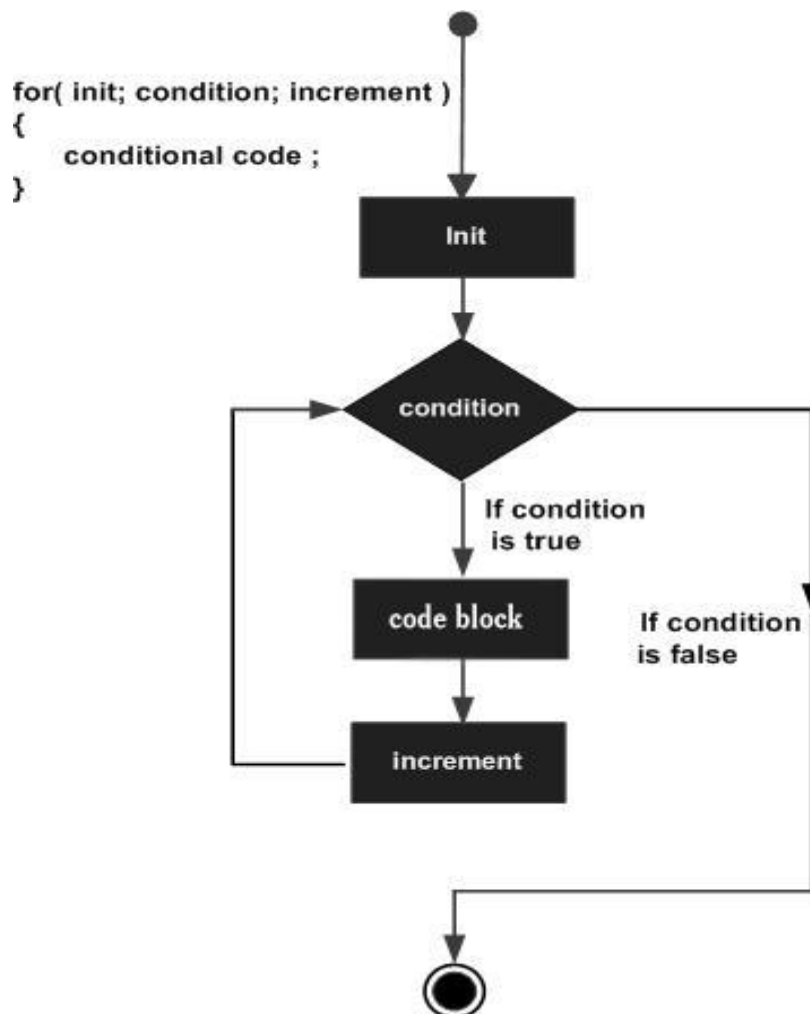 for( init; condition; increment )
{
conditional code ;
}
Init
condition
If condition
is true
code block
If condition
is false
increment